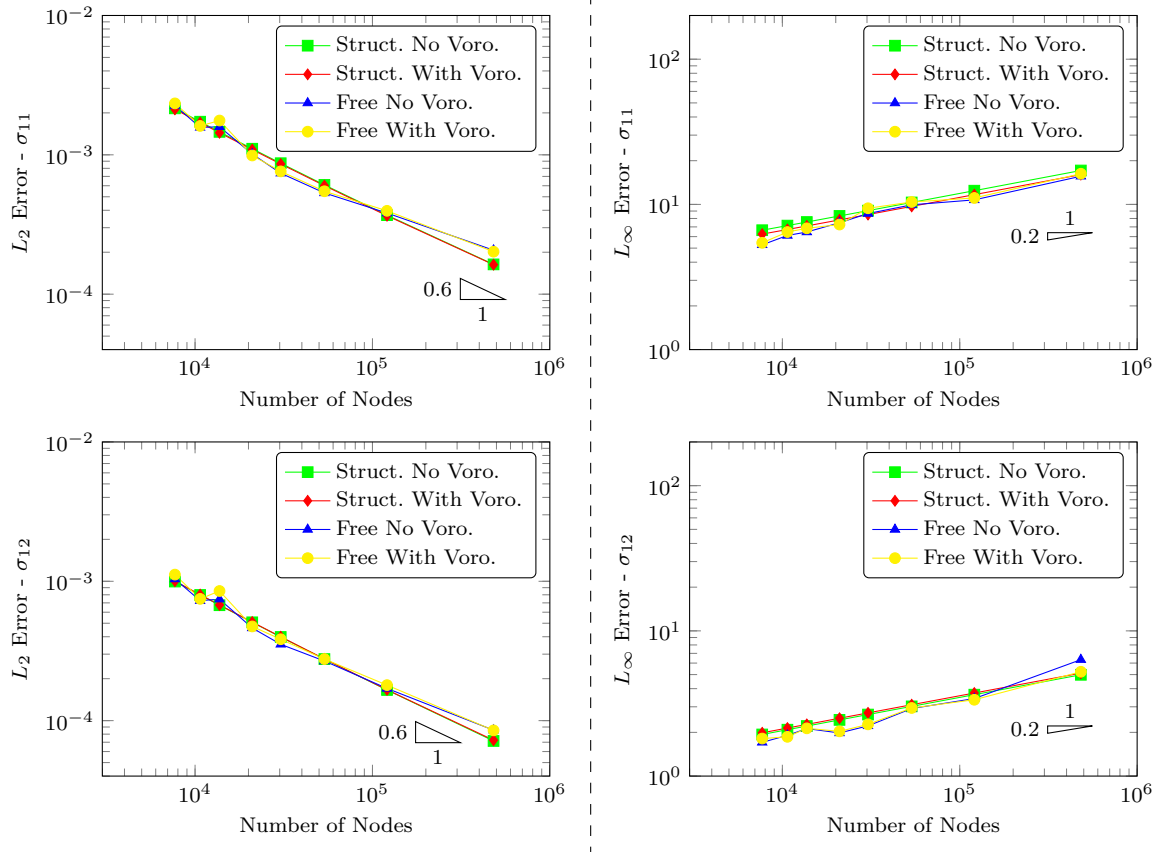 10^−2
10^−3
10^−4
L_2 Error - σ_11
Struct. No Voro.
Struct. With Voro.
Free No Voro.
Free With Voro.
0.6
1
10^4
10^5
10^6
Number of Nodes
10^2
10^1
10^0
L_∞ Error - σ_11
Struct. No Voro.
Struct. With Voro.
Free No Voro.
Free With Voro.
1
0.2
10^4
10^5
10^6
Number of Nodes
10^−2
10^−3
10^−4
L_2 Error - σ_12
Struct. No Voro.
Struct. With Voro.
Free No Voro.
Free With Voro.
0.6
1
10^4
10^5
10^6
Number of Nodes
10^2
10^1
10^0
L_∞ Error - σ_12
Struct. No Voro.
Struct. With Voro.
Free No Voro.
Free With Voro.
1
0.2
10^4
10^5
10^6
Number of Nodes